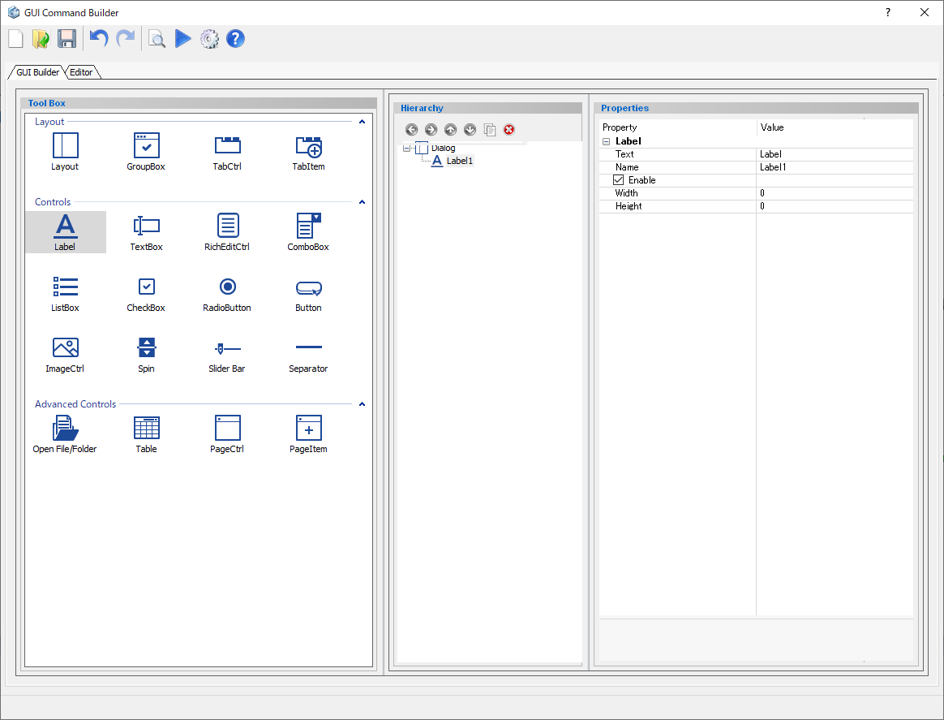 GUI Command Builder
?
GUI Builder Editor
Tool Box
Layout
Layout GroupBox TabCtrl TabItem
Controls
Label TextBox RichEditCtrl ComboBox
ListBox CheckBox RadioButton Button
ImageCtrl Spin Slider Bar Separator
Advanced Controls
Open File/Folder Table PageCtrl PageItem
Hierarchy
Dialog
Label1
Properties
Property Value
Label
Text Label
Name Label1
Enable
Width 0
Height 0